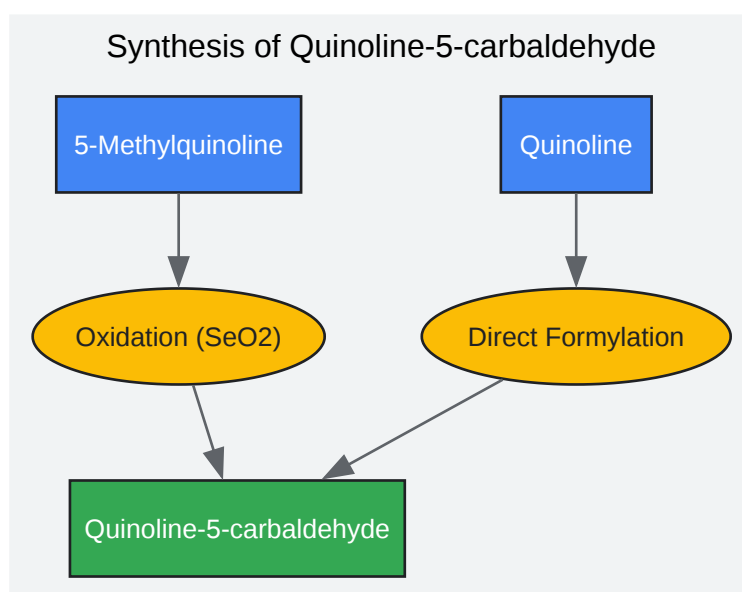 Synthesis of Quinoline-5-carbaldehyde
5-Methylquinoline
Quinoline
Oxidation (SeO2)
Direct Formylation
Quinoline-5-carbaldehyde